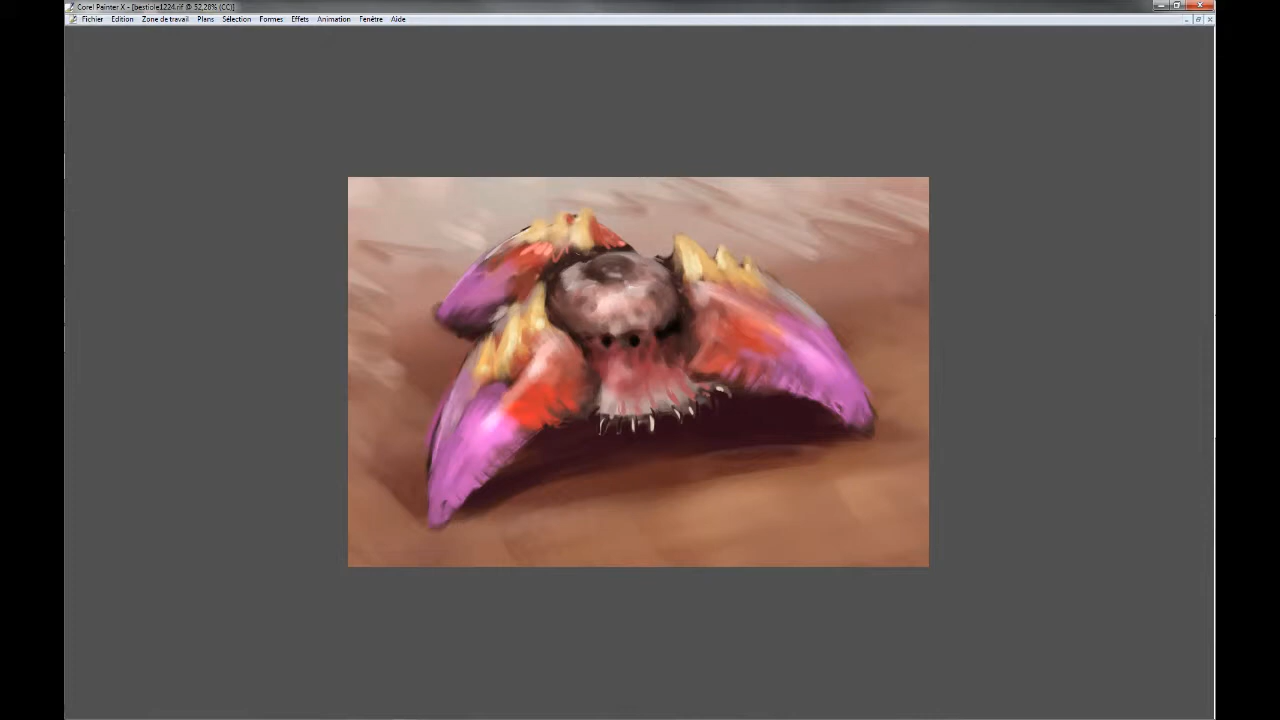 Corel Painter X - [bestiole1224.rif @ 52,28% (CC)]
Fichier Edition Zone de travail Plans Sélection Formes Effets Animation Fenêtre Aide